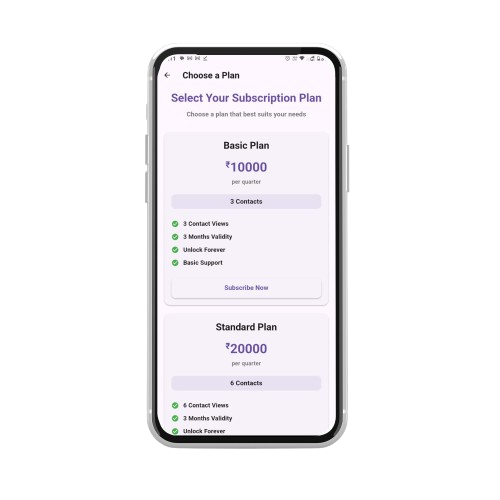 Choose a Plan
Select Your Subscription Plan
Choose a plan that best suits your needs
Basic Plan
₹10000
per quarter
3 Contacts
3 Contact Views
3 Months Validity
Unlock Forever
Basic Support
Subscribe Now
Standard Plan
₹20000
per quarter
6 Contacts
6 Contact Views
3 Months Validity
Unlock Forever